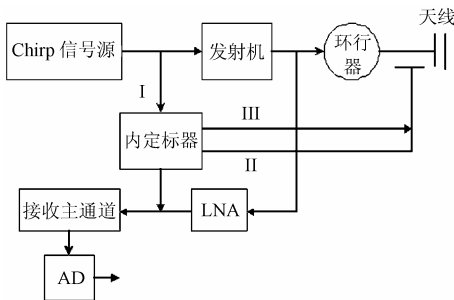 天线
Chirp 信号源
发射机
环行
器
I
III
内定标器
II
接收主通道
LNA
AD